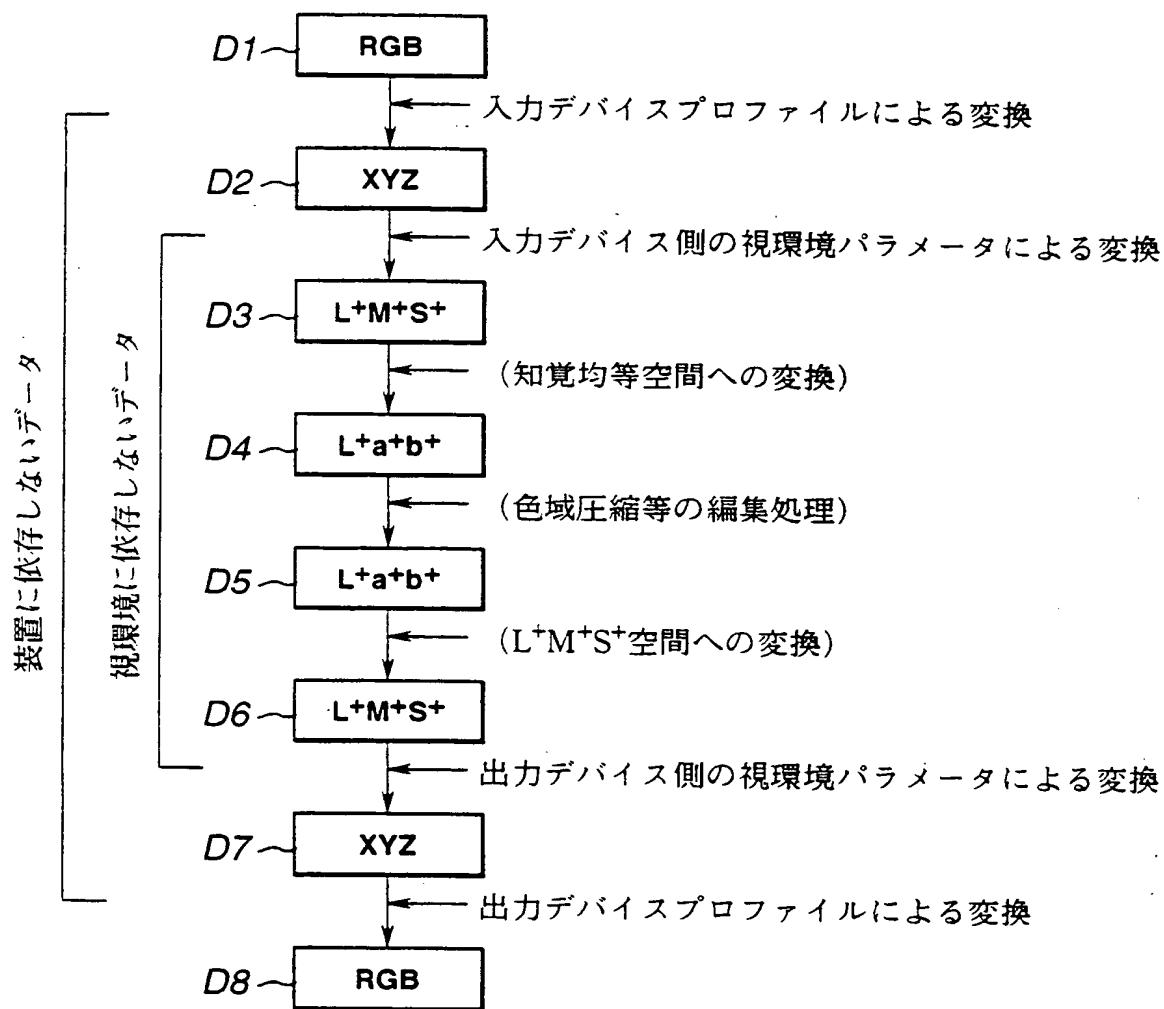 D1
RGB
入力デバイスプロファイルによる変換
D2
XYZ
入力デバイス側の視環境パラメータによる変換
D3
L⁺M⁺S⁺
(知覚均等空間への変換)
D4
L⁺a⁺b⁺
(色域圧縮等の編集処理)
D5
L⁺a⁺b⁺
(L⁺M⁺S⁺空間への変換)
D6
L⁺M⁺S⁺
出力デバイス側の視環境パラメータによる変換
D7
XYZ
出力デバイスプロファイルによる変換
D8
RGB
装置に依存しないデータ
視環境に依存しないデータ